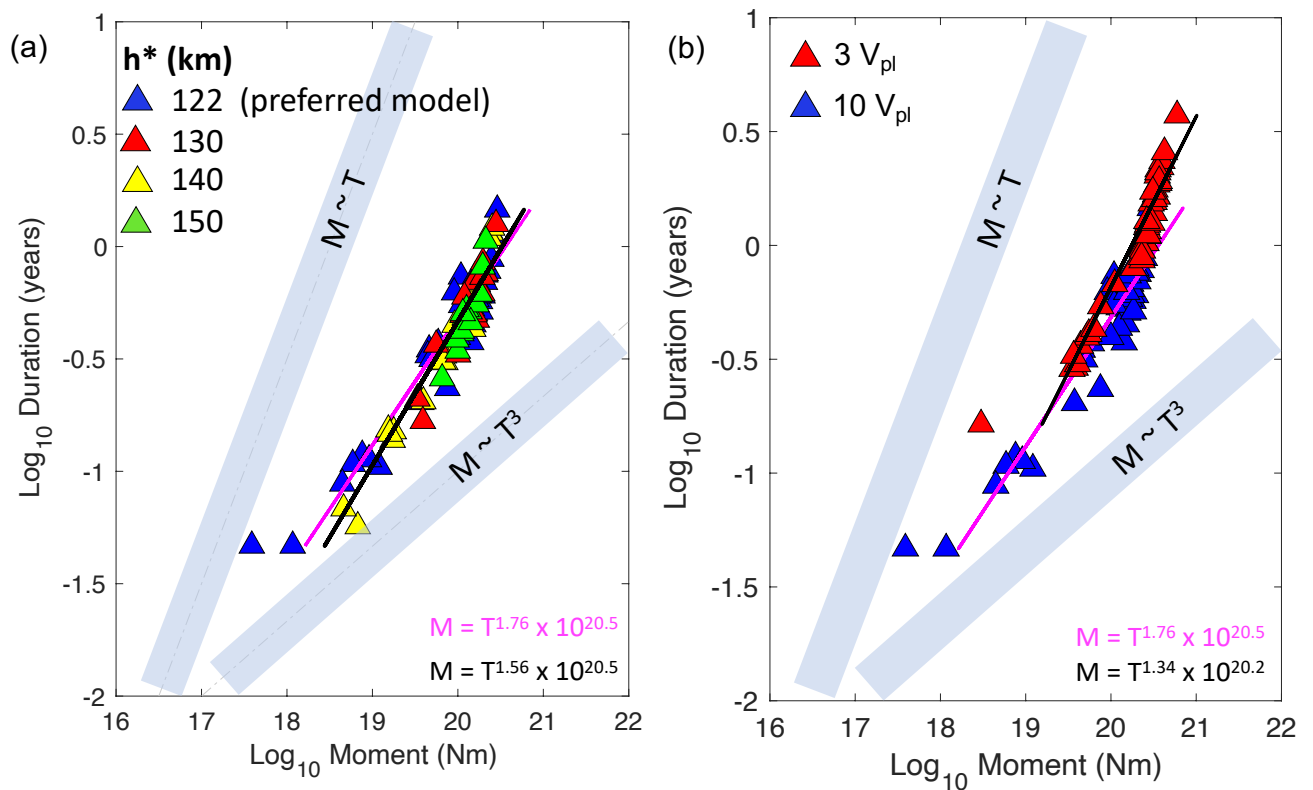 (a)
h* (km)
122 (preferred model)
130
140
150
M ~ T
M ~ T³
M = T^1.76 x 10^20.5
M = T^1.56 x 10^20.5
1
0.5
0
-0.5
-1
-1.5
-2
Log₁₀ Duration (years)
16 17 18 19 20 21 22
Log₁₀ Moment (Nm)
(b)
3 Vₚₗ
10 Vₚₗ
M ~ T
M ~ T³
M = T^1.76 x 10^20.5
M = T^1.34 x 10^20.2
1
0.5
0
-0.5
-1
-1.5
-2
Log₁₀ Duration (years)
16 17 18 19 20 21 22
Log₁₀ Moment (Nm)